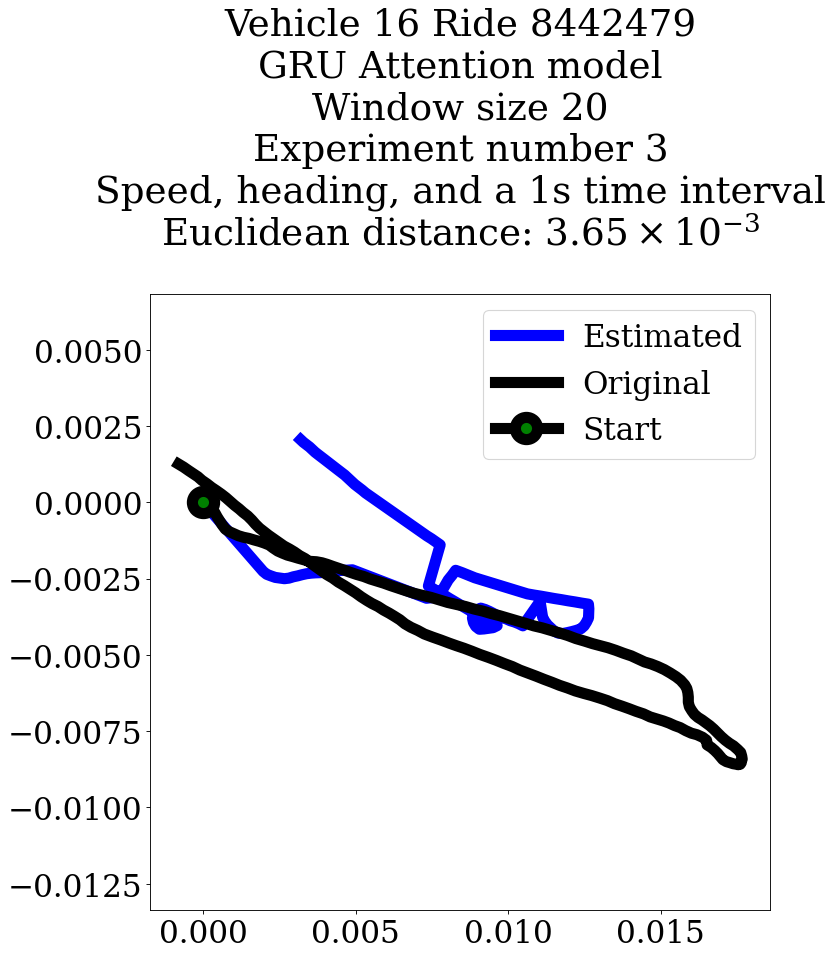 Vehicle 16 Ride 8442479
GRU Attention model
Window size 20
Experiment number 3
Speed, heading, and a 1s time interval
Euclidean distance: 3.65 × 10⁻³
Estimated
Original
Start
0.0050
0.0025
0.0000
−0.0025
−0.0050
−0.0075
−0.0100
−0.0125
0.000 0.005 0.010 0.015